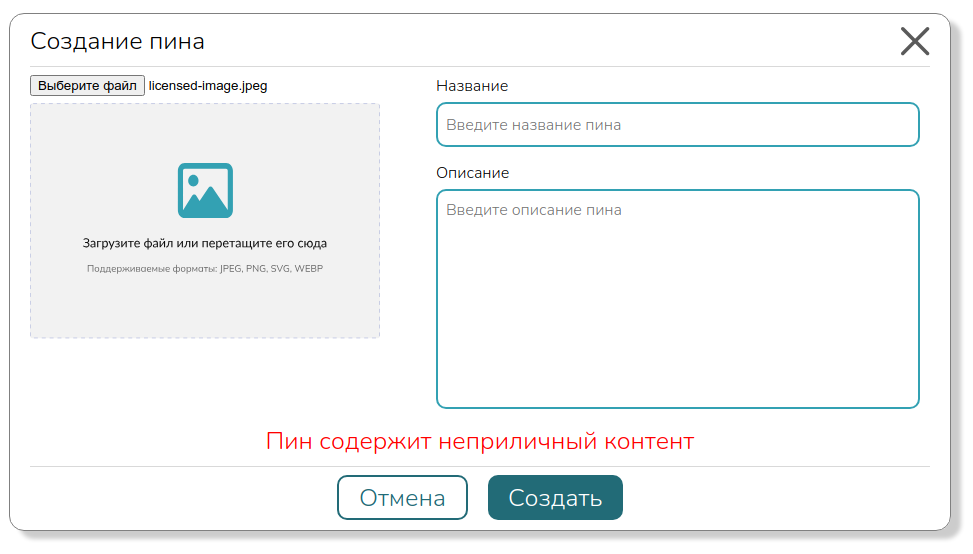 Создание пина
Выберите файл licensed-image.jpeg
Загрузите файл или перетащите его сюда
Поддерживаемые форматы: JPEG, PNG, SVG, WEBP
Название
Введите название пина
Описание
Введите описание пина
Пин содержит неприличный контент
Отмена
Создать